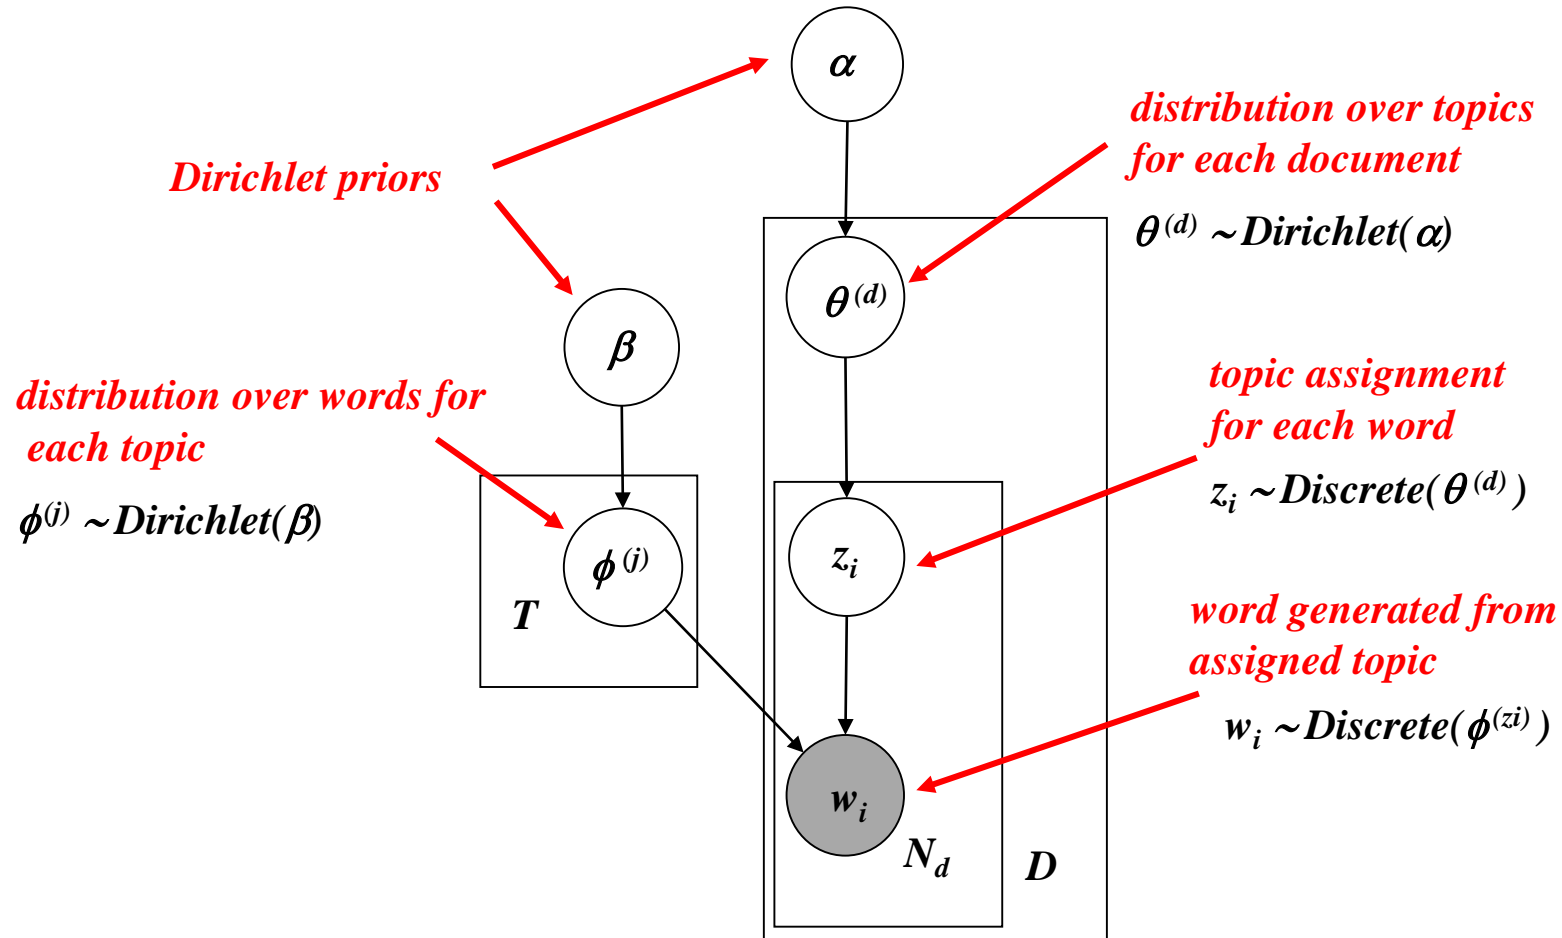 α
distribution over topics
for each document
Dirichlet priors
θ (d) ~ Dirichlet(α)
θ (d)
β
distribution over words for
each topic
topic assignment
for each word
ϕ(j) ~ Dirichlet(β)
zi ~ Discrete(θ (d) )
ϕ (j)
zi
T
word generated from
assigned topic
wi ~ Discrete(ϕ(zi) )
wi
Nd
D